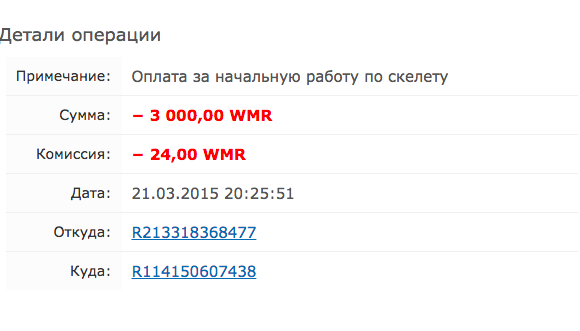 Детали операции
Примечание: Оплата за начальную работу по скелету
Сумма: − 3 000,00 WMR
Комиссия: − 24,00 WMR
Дата: 21.03.2015 20:25:51
Откуда: R213318368477
Куда: R114150607438